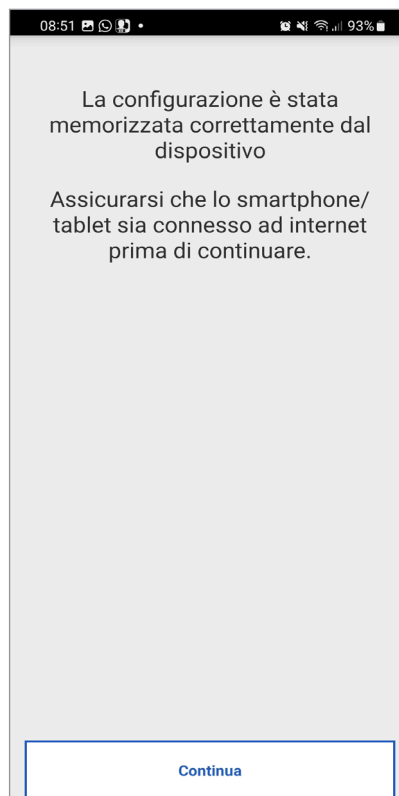 08:51 93%
La configurazione è stata
memorizzata correttamente dal
dispositivo
Assicurarsi che lo smartphone/
tablet sia connesso ad internet
prima di continuare.
Continua